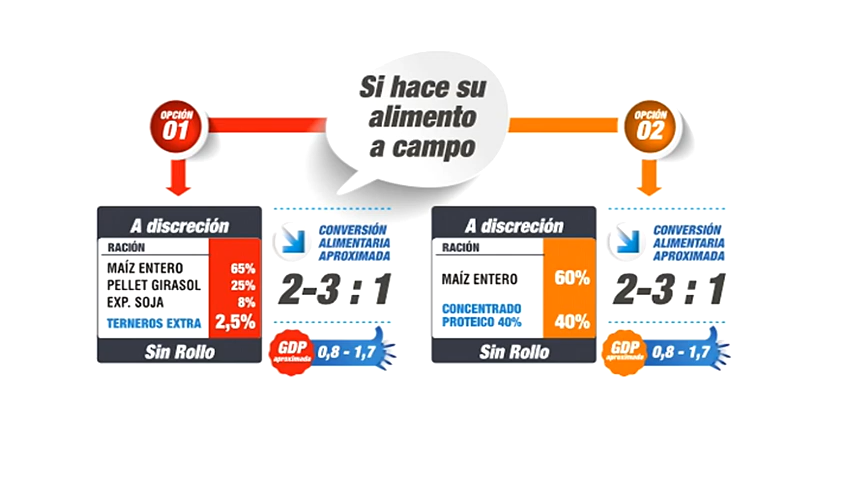 Si hace su
alimento
a campo
OPCIÓN
01
A discreción
RACIÓN
MAÍZ ENTERO 65%
PELLET GIRASOL 25%
EXP. SOJA 8%
TERNEROS EXTRA 2,5%
Sin Rollo
CONVERSIÓN
ALIMENTARIA
APROXIMADA
2-3 : 1
GDP
aproximada
0,8 - 1,7
OPCIÓN
02
A discreción
RACIÓN
MAÍZ ENTERO 60%
CONCENTRADO
PROTEICO 40% 40%
Sin Rollo
CONVERSIÓN
ALIMENTARIA
APROXIMADA
2-3 : 1
GDP
aproximada
0,8 - 1,7